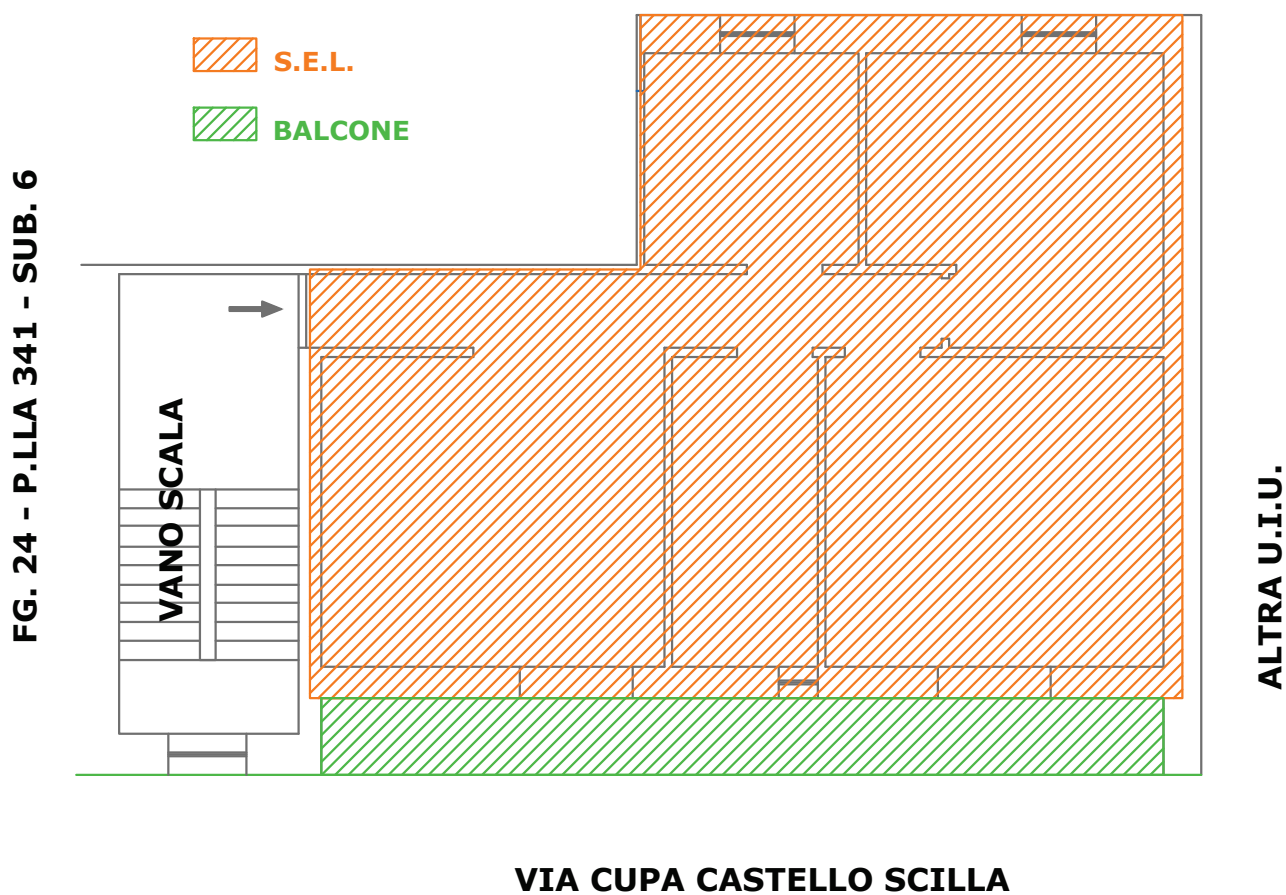 S.E.L.
BALCONE
FG. 24 - P.LLA 341 - SUB. 6
VANO SCALA
ALTRA U.I.U.
VIA CUPA CASTELLO SCILLA